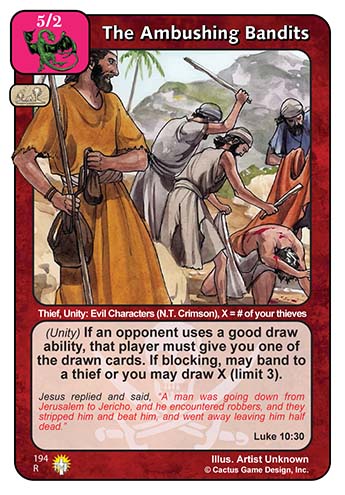 5/2
The Ambushing Bandits
Thief, Unity: Evil Characters (N.T. Crimson), X = # of your thieves
(Unity) If an opponent uses a good draw
ability, that player must give you one of
the drawn cards. If blocking, may band to
a thief or you may draw X (limit 3).
Jesus replied and said, "A man was going down from
Jerusalem to Jericho, and he encountered robbers, and they
stripped him and beat him, and went away leaving him half
dead."
Luke 10:30
194
R
Illus. Artist Unknown
© Cactus Game Design, Inc.